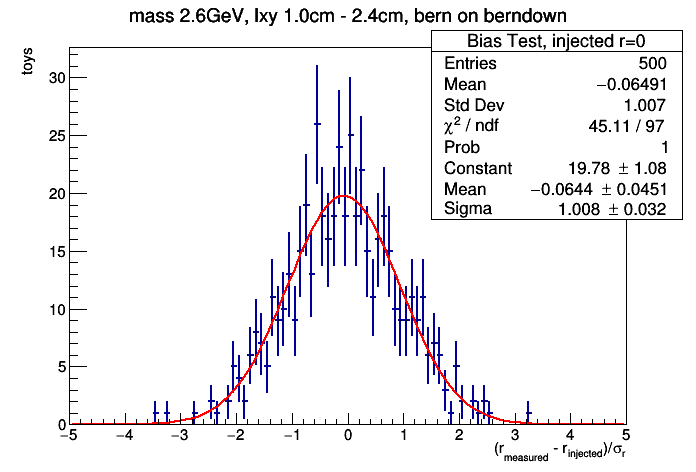 mass 2.6GeV, lxy 1.0cm - 2.4cm, bern on berndown
toys
Bias Test, injected r=0
Entries 500
Mean −0.06491
Std Dev 1.007
χ² / ndf 45.11 / 97
Prob 1
Constant 19.78 ± 1.08
Mean −0.0644 ± 0.0451
Sigma 1.008 ± 0.032
30
25
20
15
10
5
0
−5 −4 −3 −2 −1 0 1 2 3 4 5
(r_measured - r_injected)/σ_r